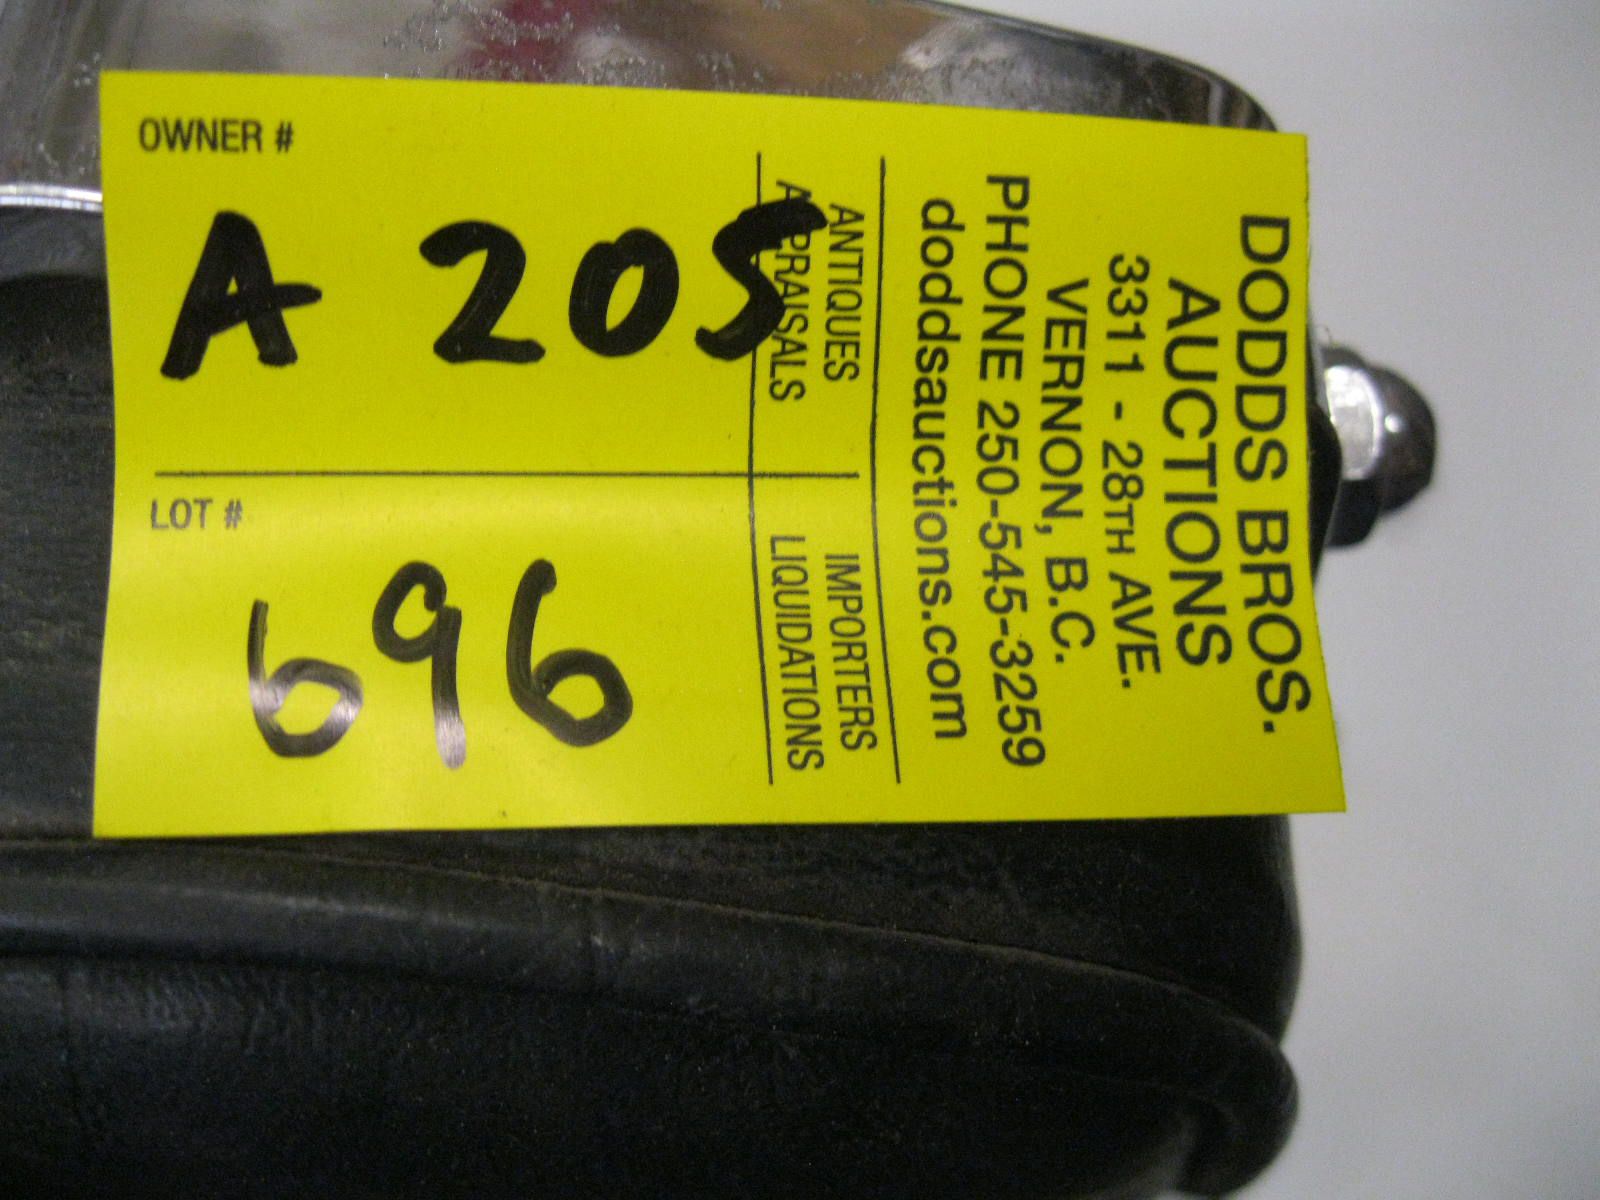 OWNER #
A 205
LOT #
696
DODDS BROS.
AUCTIONS
3311 - 28TH AVE.
VERNON, B.C.
PHONE 250-545-3259
doddsauctions.com
ANTIQUES IMPORTERS
APPRAISALS LIQUIDATIONS